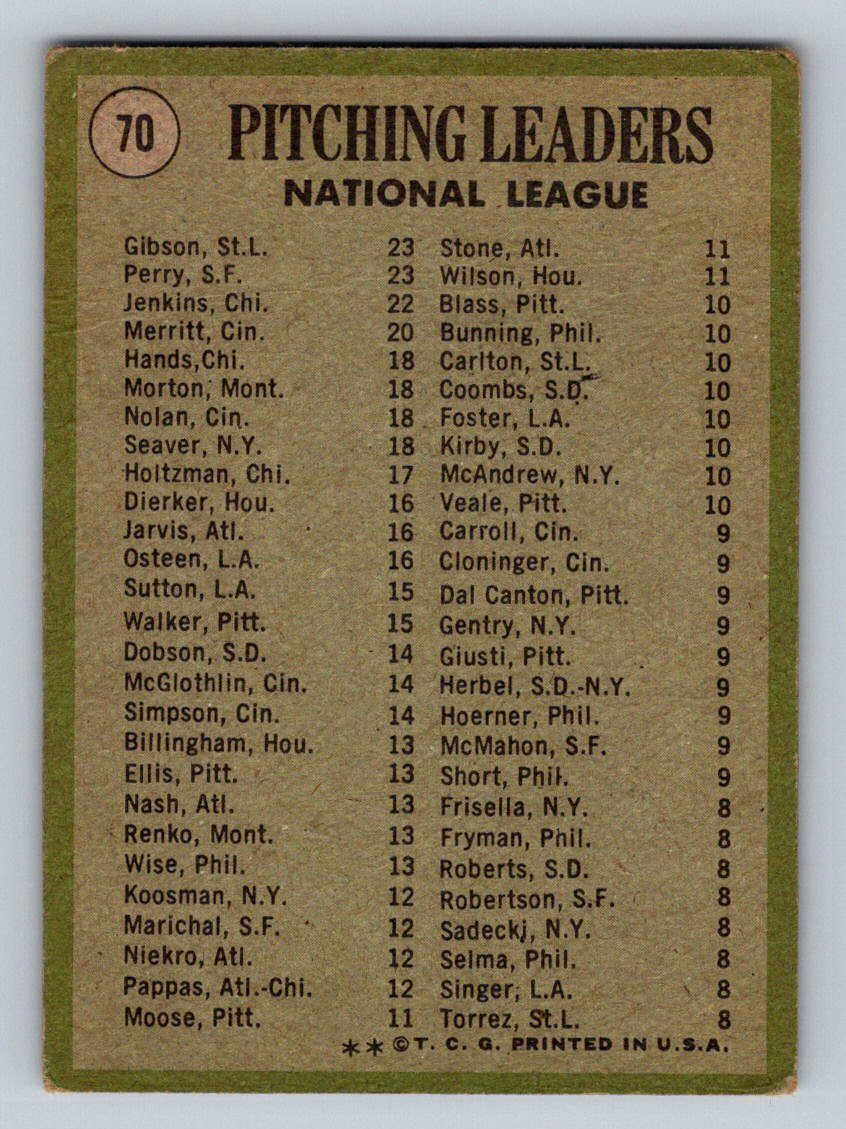 70
PITCHING LEADERS
NATIONAL LEAGUE
Gibson, St.L. 23
Perry, S.F. 23
Jenkins, Chi. 22
Merritt, Cin. 20
Hands,Chi. 18
Morton, Mont. 18
Nolan, Cin. 18
Seaver, N.Y. 18
Holtzman, Chi. 17
Dierker, Hou. 16
Jarvis, Atl. 16
Osteen, L.A. 16
Sutton, L.A. 15
Walker, Pitt. 15
Dobson, S.D. 14
McGlothlin, Cin. 14
Simpson, Cin. 14
Billingham, Hou. 13
Ellis, Pitt. 13
Nash, Atl. 13
Renko, Mont. 13
Wise, Phil. 13
Koosman, N.Y. 12
Marichal, S.F. 12
Niekro, Atl. 12
Pappas, Atl.-Chi. 12
Moose, Pitt. 11
Stone, Atl. 11
Wilson, Hou. 11
Blass, Pitt. 10
Bunning, Phil. 10
Carlton, St.L. 10
Coombs, S.D. 10
Foster, L.A. 10
Kirby, S.D. 10
McAndrew, N.Y. 10
Veale, Pitt. 10
Carroll, Cin. 9
Cloninger, Cin. 9
Dal Canton, Pitt. 9
Gentry, N.Y. 9
Giusti, Pitt. 9
Herbel, S.D.-N.Y. 9
Hoerner, Phil. 9
McMahon, S.F. 9
Short, Phil. 9
Frisella, N.Y. 8
Fryman, Phil. 8
Roberts, S.D. 8
Robertson, S.F. 8
Sadecki, N.Y. 8
Selma, Phil. 8
Singer, L.A. 8
Torrez, St.L. 8
** ©T. C. G. PRINTED IN U.S.A.